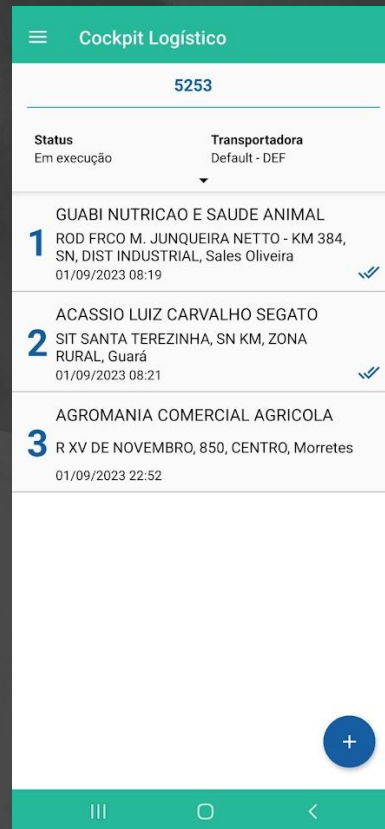 Cockpit Logístico
5253
Status
Transportadora
Em execução
Default - DEF
GUABI NUTRICAO E SAUDE ANIMAL
1
ROD FRCO M. JUNQUEIRA NETTO - KM 384,
SN, DIST INDUSTRIAL, Sales Oliveira
01/09/2023 08:19
ACASSIO LUIZ CARVALHO SEGATO
2
SIT SANTA TEREZINHA, SN KM, ZONA
RURAL, Guará
01/09/2023 08:21
AGROMANIA COMERCIAL AGRICOLA
3
R XV DE NOVEMBRO, 850, CENTRO, Morretes
01/09/2023 22:52
+